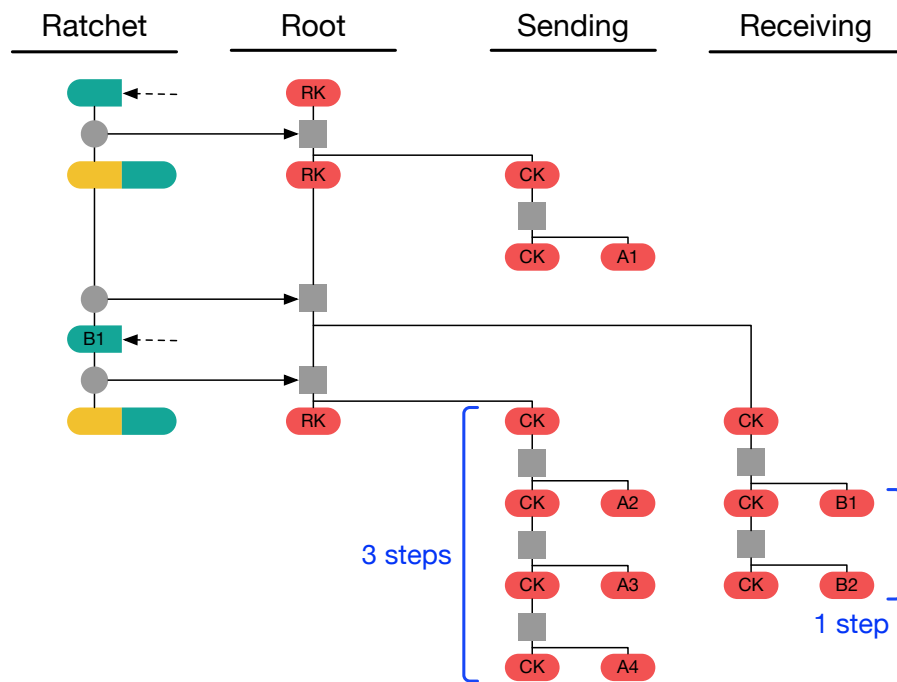 Ratchet Root Sending Receiving
RK
RK CK
CK A1
B1
RK CK CK
CK A2 CK B1
3 steps CK A3 CK B2
1 step
CK A4